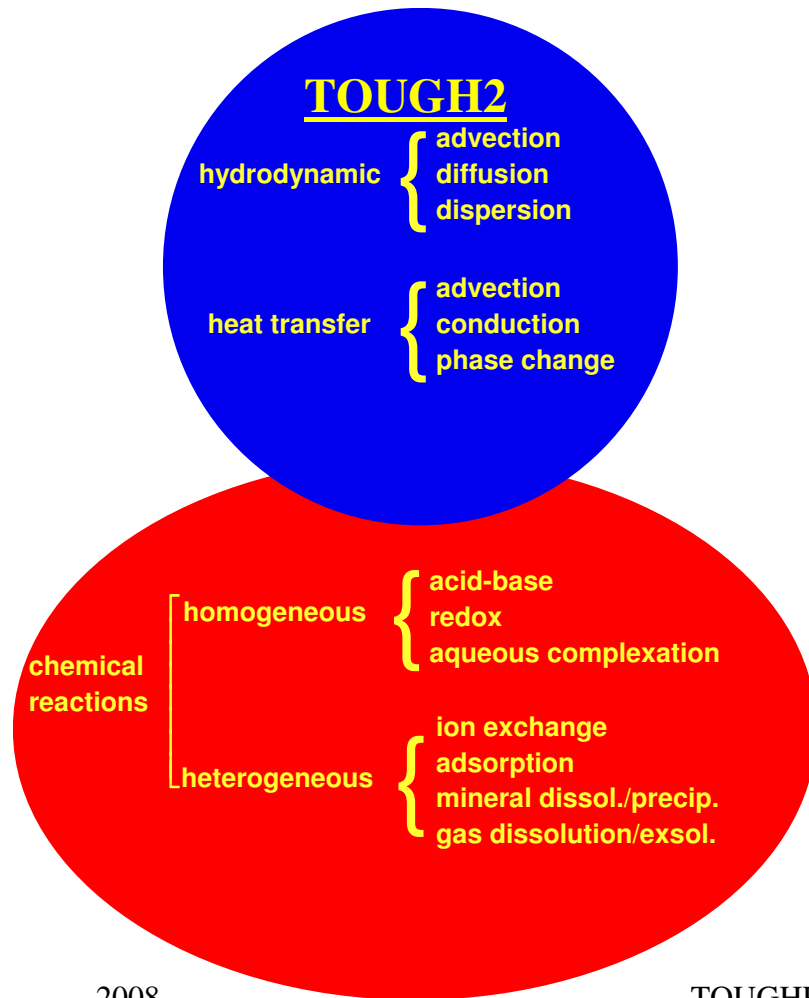 TOUGH2
hydrodynamic
advection
diffusion
dispersion
heat transfer
advection
conduction
phase change
chemical
reactions
homogeneous
acid-base
redox
aqueous complexation
heterogeneous
ion exchange
adsorption
mineral dissol./precip.
gas dissolution/exsol.
2008